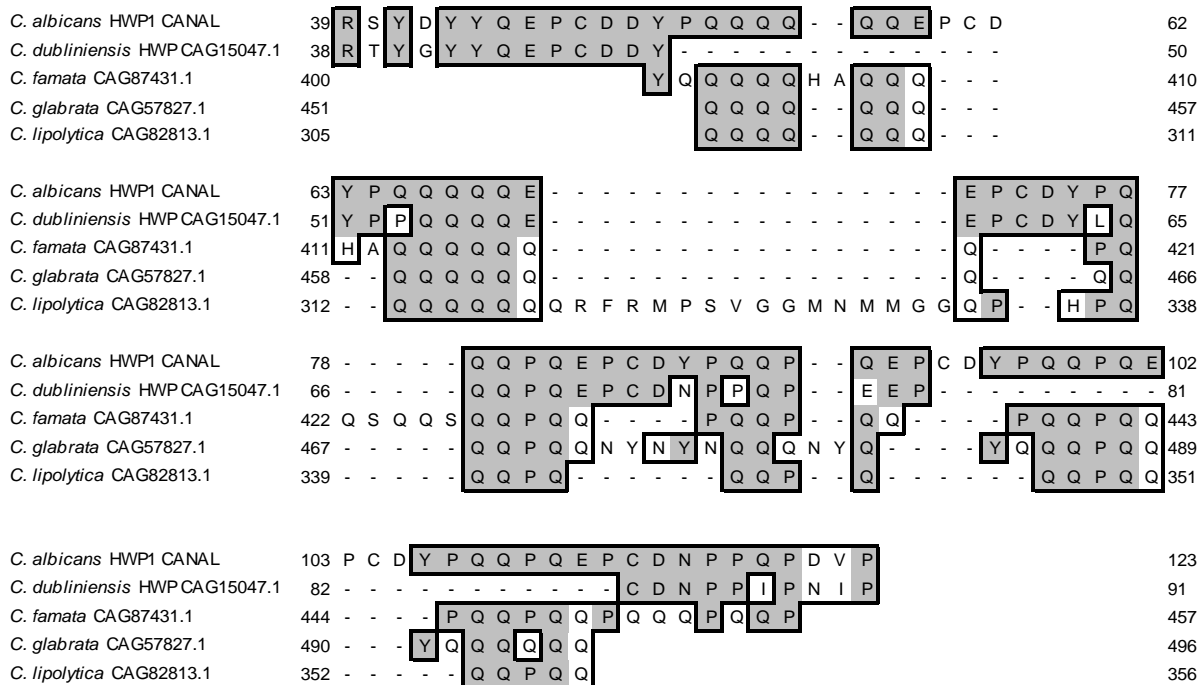 C. albicans HWP1 CANAL 39 R S Y D Y Y Q E P C D D Y P Q Q Q Q - - Q Q E P C D 62
C. dubliniensis HWP CAG15047.1 38 R T Y G Y Y Q E P C D D Y - - - - - - - - - - - - - 50
C. famata CAG87431.1 400 Y Q Q Q Q Q H A Q Q Q - - - 410
C. glabrata CAG57827.1 451 Q Q Q Q - - Q Q Q - - - 457
C. lipolytica CAG82813.1 305 Q Q Q Q - - Q Q Q - - - 311
C. albicans HWP1 CANAL 63 Y P Q Q Q Q Q E - - - - - - - - - - - - - - - - E P C D Y P Q 77
C. dubliniensis HWP CAG15047.1 51 Y P P Q Q Q Q E - - - - - - - - - - - - - - - - E P C D Y L Q 65
C. famata CAG87431.1 411 H A Q Q Q Q Q Q - - - - - - - - - - - - - - - - Q - - - - P Q 421
C. glabrata CAG57827.1 458 - - Q Q Q Q Q Q - - - - - - - - - - - - - - - - Q - - - - Q Q 466
C. lipolytica CAG82813.1 312 - - Q Q Q Q Q Q Q R F R M P S V G G M N M M G G Q P - - H P Q 338
C. albicans HWP1 CANAL 78 - - - - - Q Q P Q E P C D Y P Q Q P - - Q E P C D Y P Q Q P Q E 102
C. dubliniensis HWP CAG15047.1 66 - - - - - Q Q P Q E P C D N P P Q P - - E E P - - - - - - - - - 81
C. famata CAG87431.1 422 Q S Q Q S Q Q P Q Q - - - - P Q Q P - - Q Q - - - - P Q Q P Q Q 443
C. glabrata CAG57827.1 467 - - - - - Q Q P Q Q N Y N Y N Q Q Q N Y Q - - - - Y Q Q Q P Q Q 489
C. lipolytica CAG82813.1 339 - - - - - Q Q P Q - - - - - - Q Q P - - Q - - - - - - Q Q P Q Q 351
C. albicans HWP1 CANAL 103 P C D Y P Q Q P Q E P C D N P P Q P D V P 123
C. dubliniensis HWP CAG15047.1 82 - - - - - - - - - - - C D N P P I P N I P 91
C. famata CAG87431.1 444 - - - - P Q Q P Q Q P Q Q Q P Q Q P 457
C. glabrata CAG57827.1 490 - - - Y Q Q Q Q Q Q 496
C. lipolytica CAG82813.1 352 - - - - - Q Q P Q Q 356